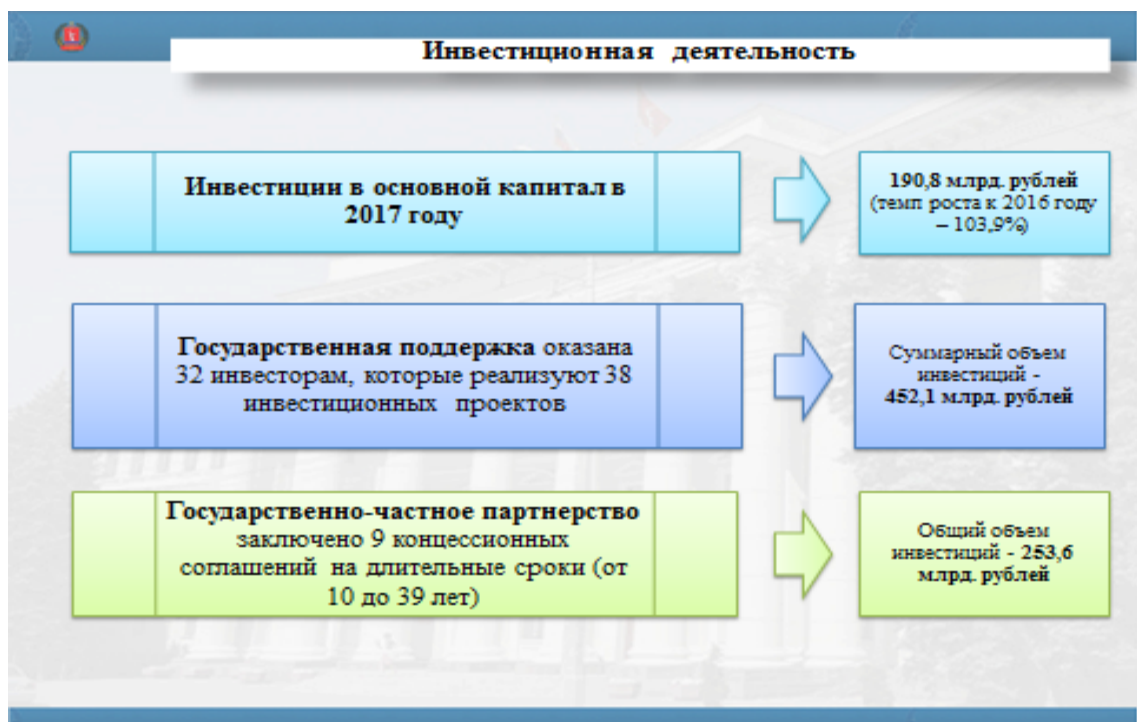 Инвестиционная деятельность
Инвестиции в основной капитал в
2017 году
190,8 млрд. рублей
(темп роста к 2016 году
– 103,9%)
Государственная поддержка оказана
32 инвесторам, которые реализуют 38
инвестиционных проектов
Суммарный объем
инвестиций -
452,1 млрд. рублей
Государственно-частное партнерство
заключено 9 концессионных
соглашений на длительные сроки (от
10 до 39 лет)
Общий объем
инвестиций - 253,6
млрд. рублей